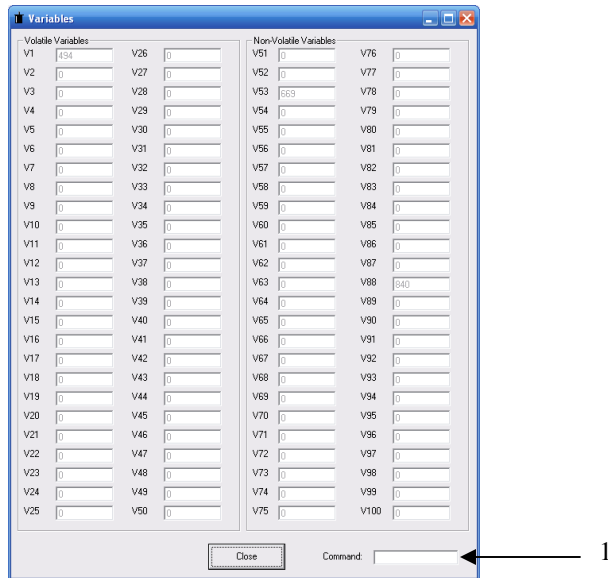 Variables
Volatile Variables Non-Volatile Variables
V1 494 V26 0 V51 0 V76 0
V2 0 V27 0 V52 0 V77 0
V3 0 V28 0 V53 669 V78 0
V4 0 V29 0 V54 0 V79 0
V5 0 V30 0 V55 0 V80 0
V6 0 V31 0 V56 0 V81 0
V7 0 V32 0 V57 0 V82 0
V8 0 V33 0 V58 0 V83 0
V9 0 V34 0 V59 0 V84 0
V10 0 V35 0 V60 0 V85 0
V11 0 V36 0 V61 0 V86 0
V12 0 V37 0 V62 0 V87 0
V13 0 V38 0 V63 0 V88 840
V14 0 V39 0 V64 0 V89 0
V15 0 V40 0 V65 0 V90 0
V16 0 V41 0 V66 0 V91 0
V17 0 V42 0 V67 0 V92 0
V18 0 V43 0 V68 0 V93 0
V19 0 V44 0 V69 0 V94 0
V20 0 V45 0 V70 0 V95 0
V21 0 V46 0 V71 0 V96 0
V22 0 V47 0 V72 0 V97 0
V23 0 V48 0 V73 0 V98 0
V24 0 V49 0 V74 0 V99 0
V25 0 V50 0 V75 0 V100 0
Close Command: 1